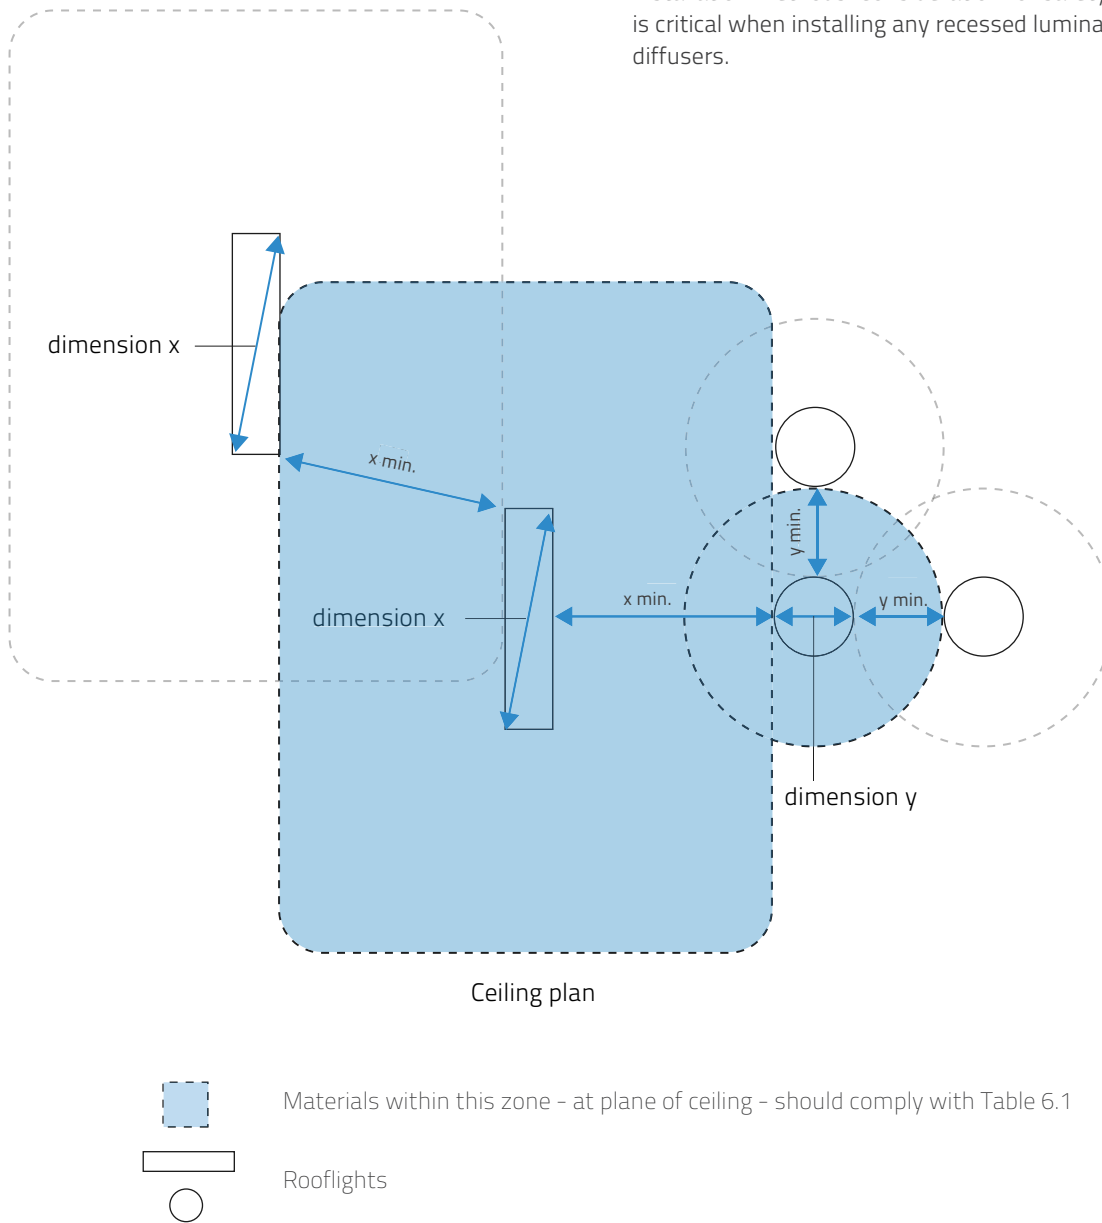 is critical when installing any recessed lumina
diffusers.
dimension x
x min.
dimension x
x min.
y min.
y min.
dimension y
Ceiling plan
Materials within this zone - at plane of ceiling - should comply with Table 6.1
Rooflights